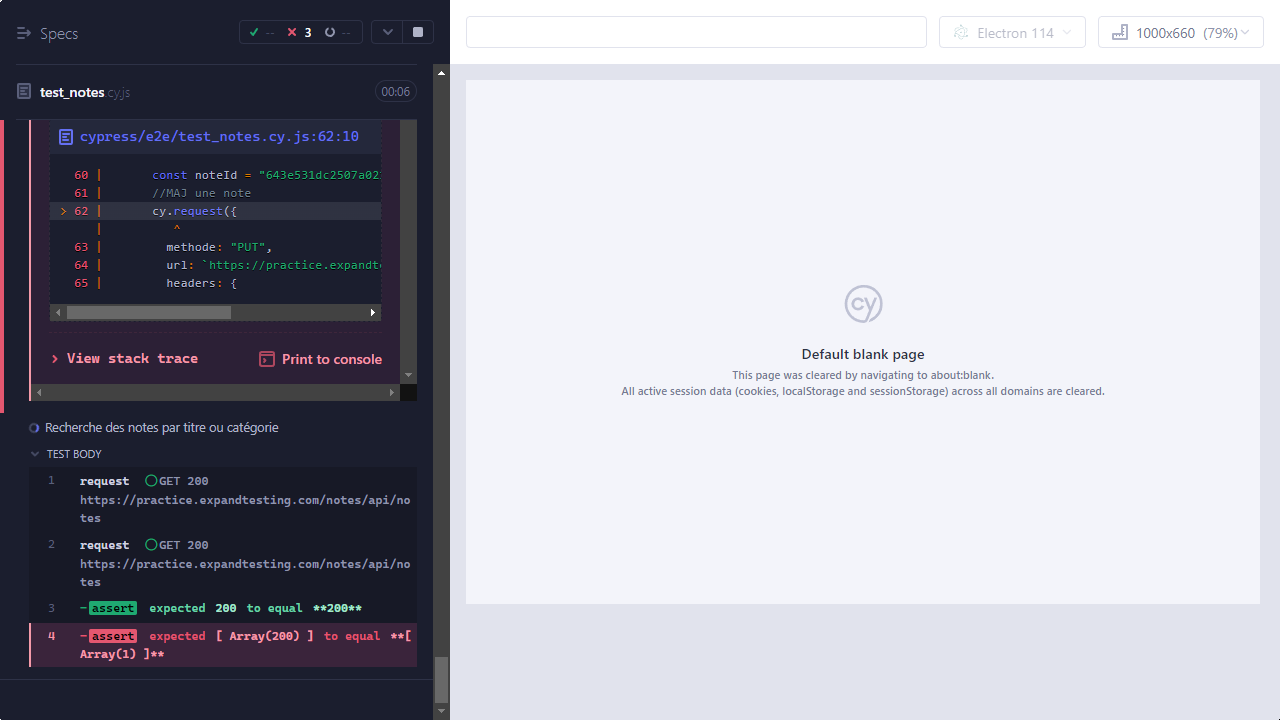 Specs
-- 3 --
test_notes.cy.js
00:06
cypress/e2e/test_notes.cy.js:62:10
60 | const noteId = "643e531dc2507a02
61 | //MAJ une note
> 62 | cy.request({
| ^
63 | methode: "PUT",
64 | url: `https://practice.expandte
65 | headers: {
> View stack trace
Print to console
Recherche des notes par titre ou catégorie
TEST BODY
1 request GET 200
https://practice.expandtesting.com/notes/api/no
tes
2 request GET 200
https://practice.expandtesting.com/notes/api/no
tes
3 -assert expected 200 to equal **200**
4 -assert expected [ Array(200) ] to equal **[
Array(1) ]**
Electron 114
1000x660 (79%)
cy
Default blank page
This page was cleared by navigating to about:blank.
All active session data (cookies, localStorage and sessionStorage) across all domains are cleared.